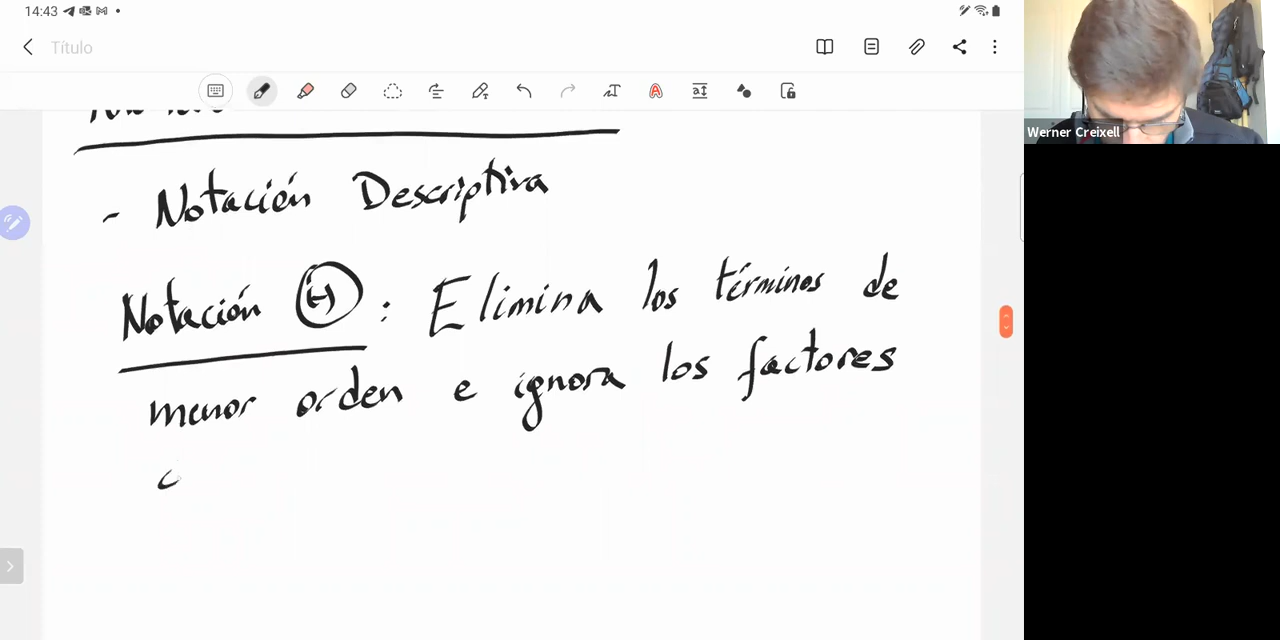 14:43
Título
Werner Creixell
- Notación Descriptiva
Notación Θ : Elimina los términos de
menor orden e ignora los factores
c